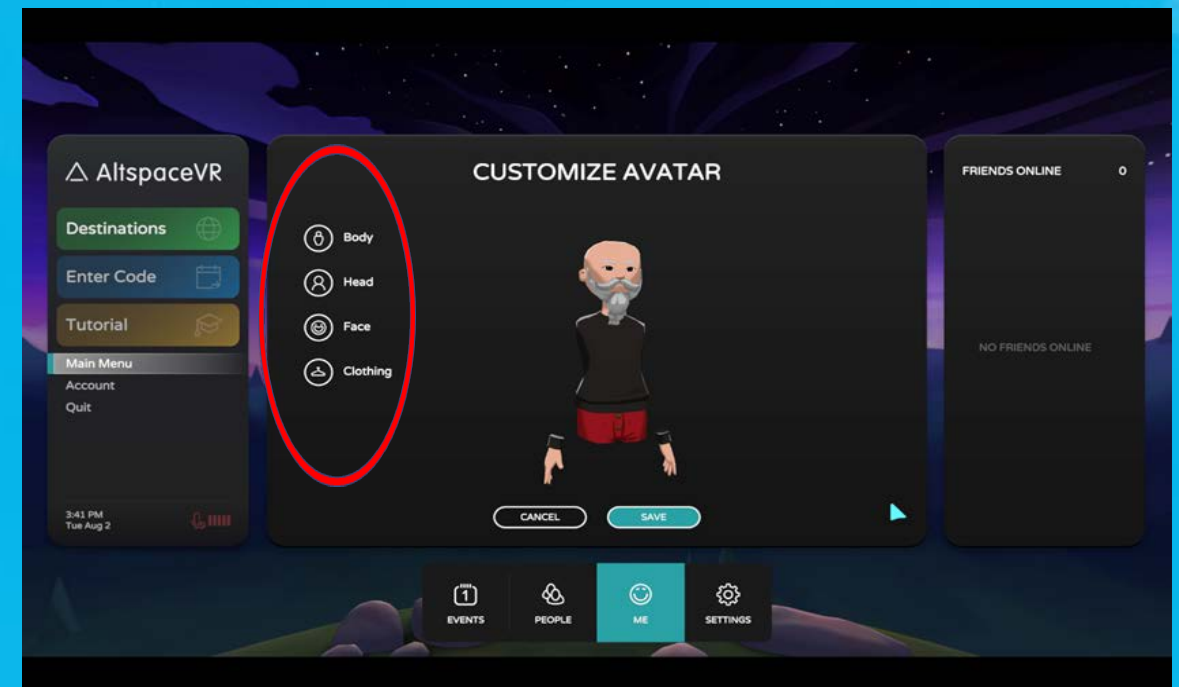 AltspaceVR
Destinations
Enter Code
Tutorial
Main Menu
Account
Quit
3:41 PM
Tue Aug 2
CUSTOMIZE AVATAR
Body
Head
Face
Clothing
CANCEL
SAVE
FRIENDS ONLINE 0
NO FRIENDS ONLINE
1
EVENTS
PEOPLE
ME
SETTINGS